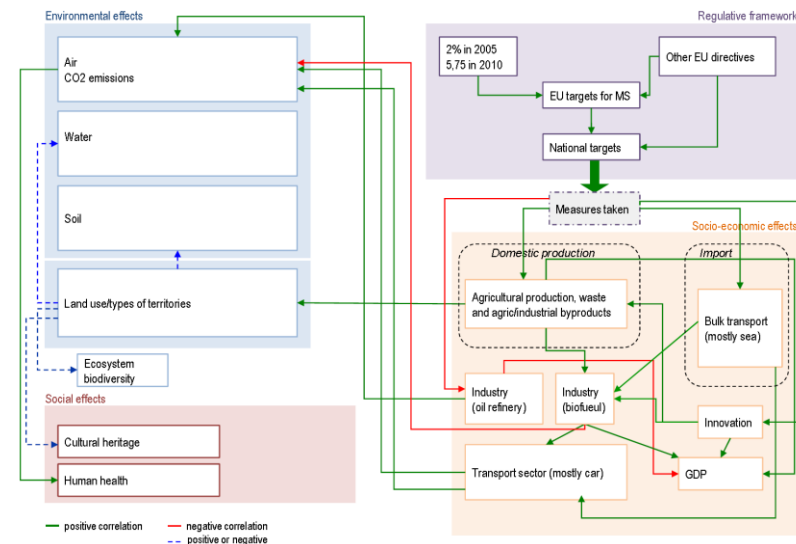 Environmental effects
Regulative framework
Air
CO2 emissions
Water
Soil
Land use/types of territories
Ecosystem
biodiversity
Social effects
Cultural heritage
Human health
2% in 2005
5,75 in 2010
Other EU directives
EU targets for MS
National targets
Measures taken
Socio-economic effects
Domestic production
Import
Agricultural production, waste
and agric/industrial byproducts
Bulk transport
(mostly sea)
Industry
(oil refinery)
Industry
(biofueul)
Innovation
Transport sector (mostly car)
GDP
positive correlation
negative correlation
positive or negative